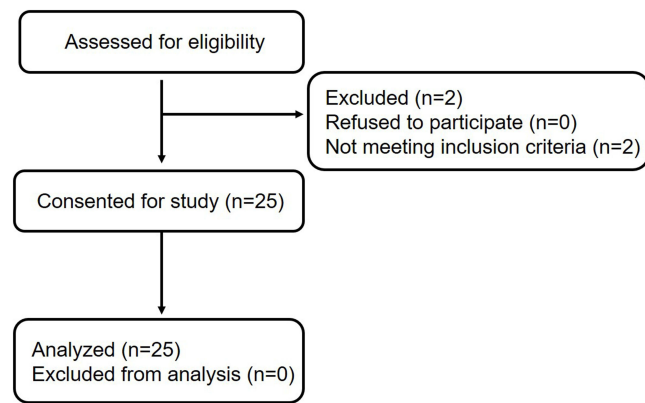 Assessed for eligibility
Excluded (n=2)
Refused to participate (n=0)
Not meeting inclusion criteria (n=2)
Consented for study (n=25)
Analyzed (n=25)
Excluded from analysis (n=0)